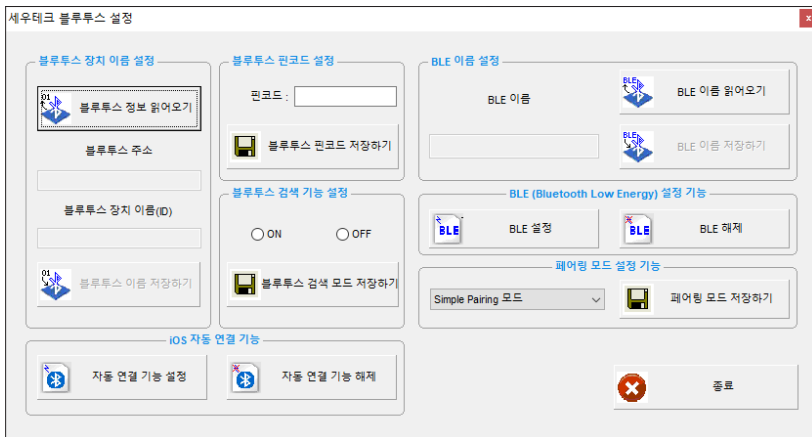 세우테크 블루투스 설정
x
블루투스 장치 이름 설정
01
블루투스 정보 읽어오기
블루투스 주소
블루투스 장치 이름(ID)
01
블루투스 이름 저장하기
블루투스 핀코드 설정
핀코드 :
블루투스 핀코드 저장하기
블루투스 검색 기능 설정
ON
OFF
블루투스 검색 모드 저장하기
BLE 이름 설정
BLE 이름
BLE
BLE 이름 읽어오기
BLE
BLE 이름 저장하기
BLE (Bluetooth Low Energy) 설정 기능
BLE
BLE 설정
BLE
BLE 해제
페어링 모드 설정 기능
Simple Pairing 모드
페어링 모드 저장하기
iOS 자동 연결 기능
자동 연결 기능 설정
자동 연결 기능 해제
종료